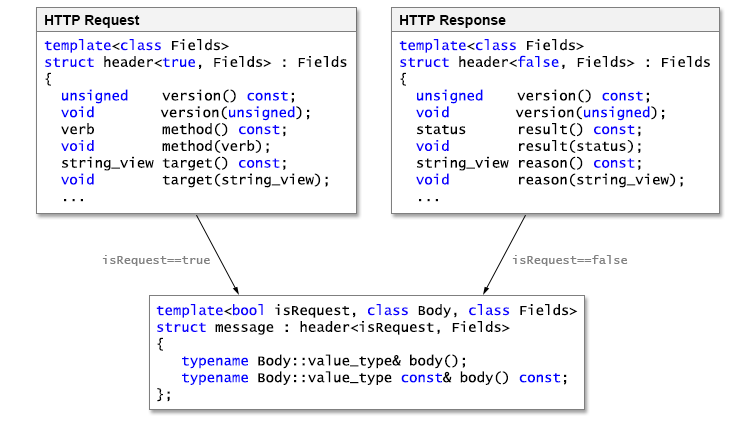 HTTP Request
template<class Fields>
struct header<true, Fields> : Fields
{
  unsigned    version() const;
  void        version(unsigned);
  verb        method() const;
  void        method(verb);
  string_view target() const;
  void        target(string_view);
  ...
HTTP Response
template<class Fields>
struct header<false, Fields> : Fields
{
  unsigned    version() const;
  void        version(unsigned);
  status      result() const;
  void        result(status);
  string_view reason() const;
  void        reason(string_view);
  ...
isRequest==true
isRequest==false
template<bool isRequest, class Body, class Fields>
struct message : header<isRequest, Fields>
{
   typename Body::value_type& body();
   typename Body::value_type const& body() const;
};